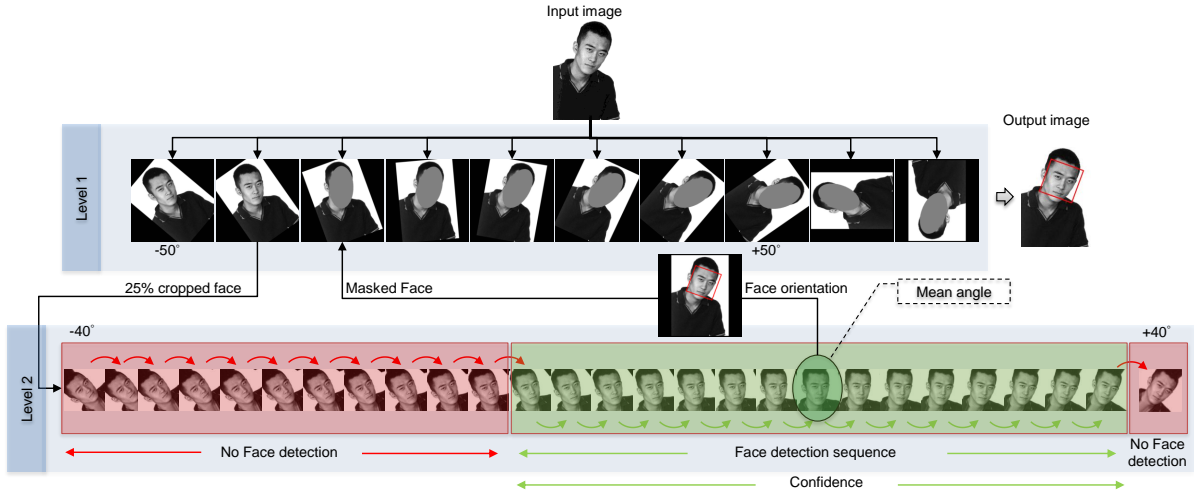 Input image
Output image
Level 1
-50°
+50°
25% cropped face
Masked Face
Face orientation
Mean angle
-40°
+40°
Level 2
No Face detection
Face detection sequence
No Face
detection
Confidence